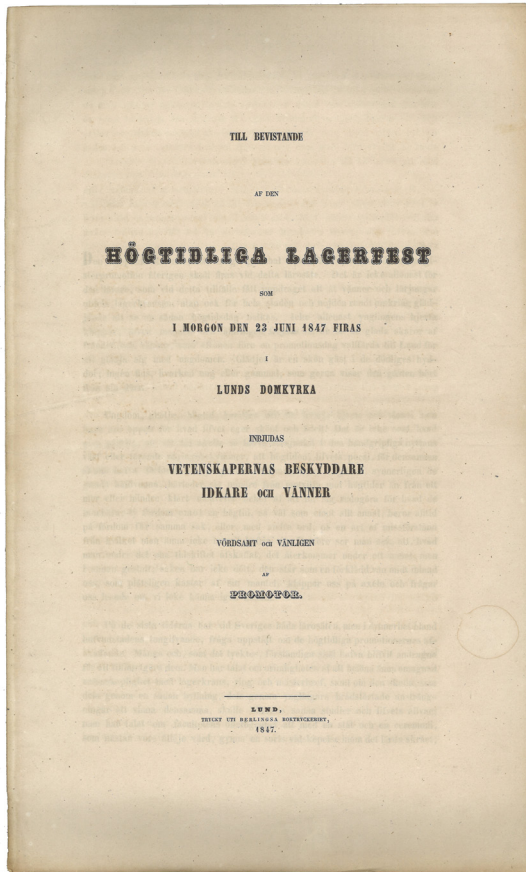 TILL BEVISTANDE
AF DEN
HÖGTIDLIGA LAGERFEST
SOM
I MORGON DEN 23 JUNI 1847 FIRAS
I
LUNDS DOMKYRKA
INBJUDAS
VETENSKAPERNAS BESKYDDARE
IDKARE OCH VÄNNER
VÖRDSAMT OCH VÄNLIGEN
AF
PROMOTOR.
LUND,
TRYCKT UTI BERLINGSKA BOKTRYCKERIET,
1847.